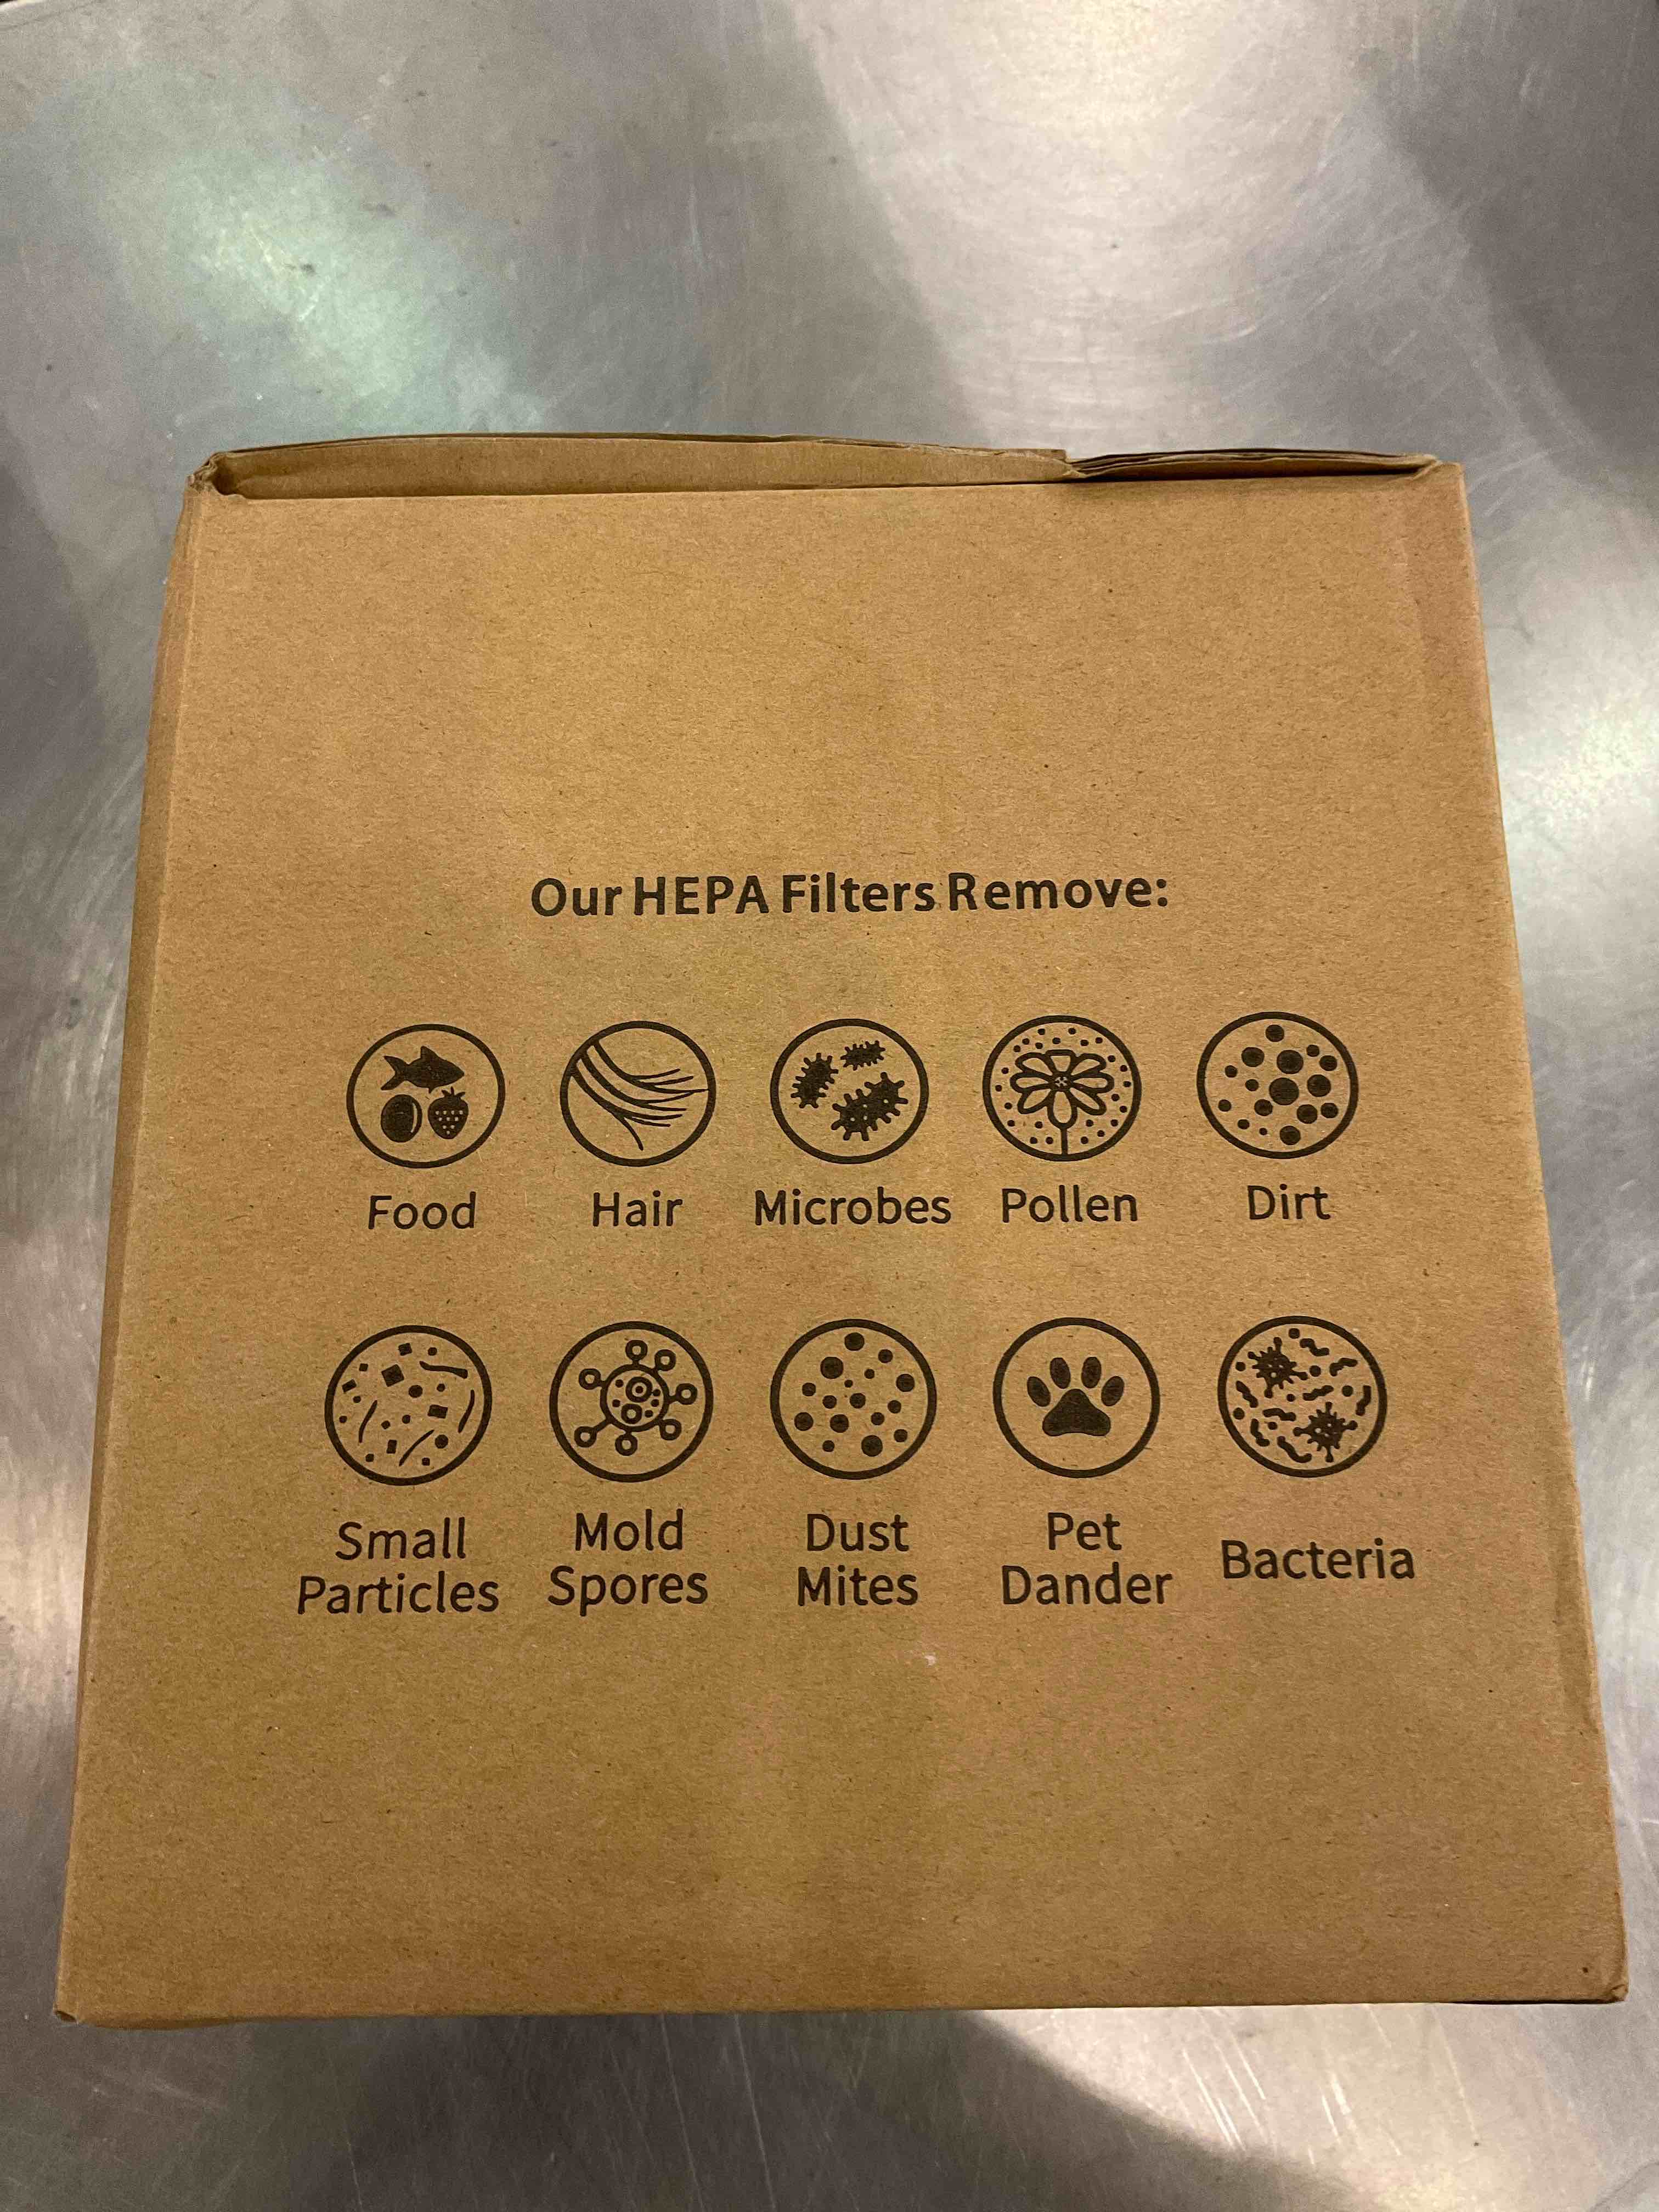 Our HEPA Filters Remove:
Food
Hair
Microbes
Pollen
Dirt
Small
Particles
Mold
Spores
Dust
Mites
Pet
Dander
Bacteria